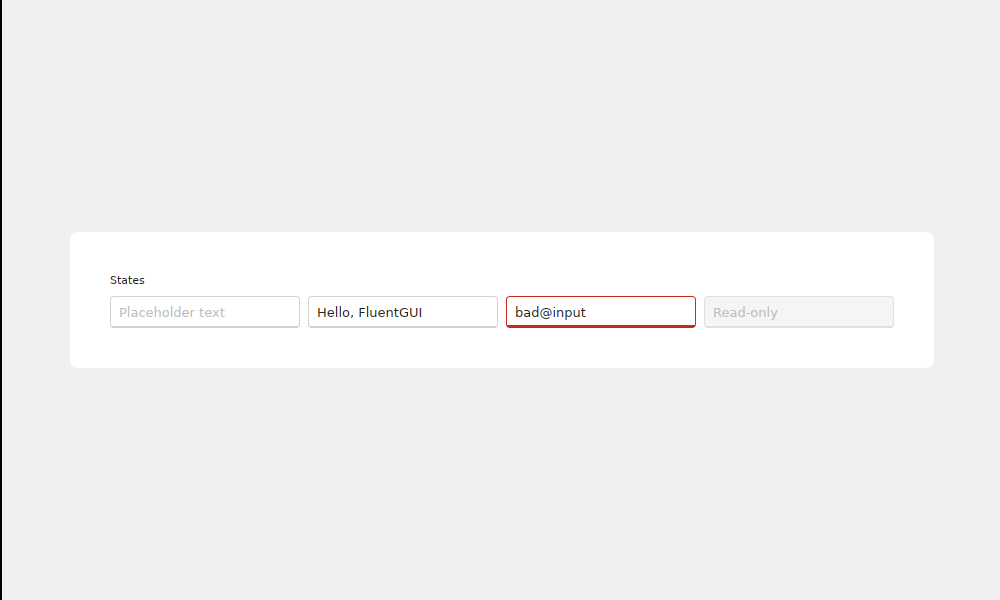 States
Placeholder text
Hello, FluentGUI
bad@input
Read-only